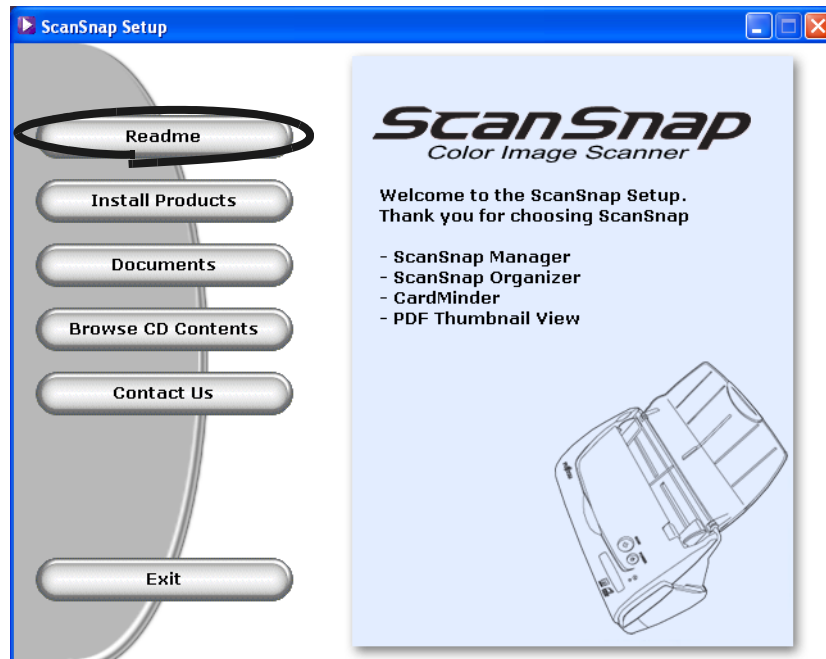 ScanSnap Setup
Readme
Install Products
Documents
Browse CD Contents
Contact Us
Exit
ScanSnap
Color Image Scanner
Welcome to the ScanSnap Setup.
Thank you for choosing ScanSnap
- ScanSnap Manager
- ScanSnap Organizer
- CardMinder
- PDF Thumbnail View